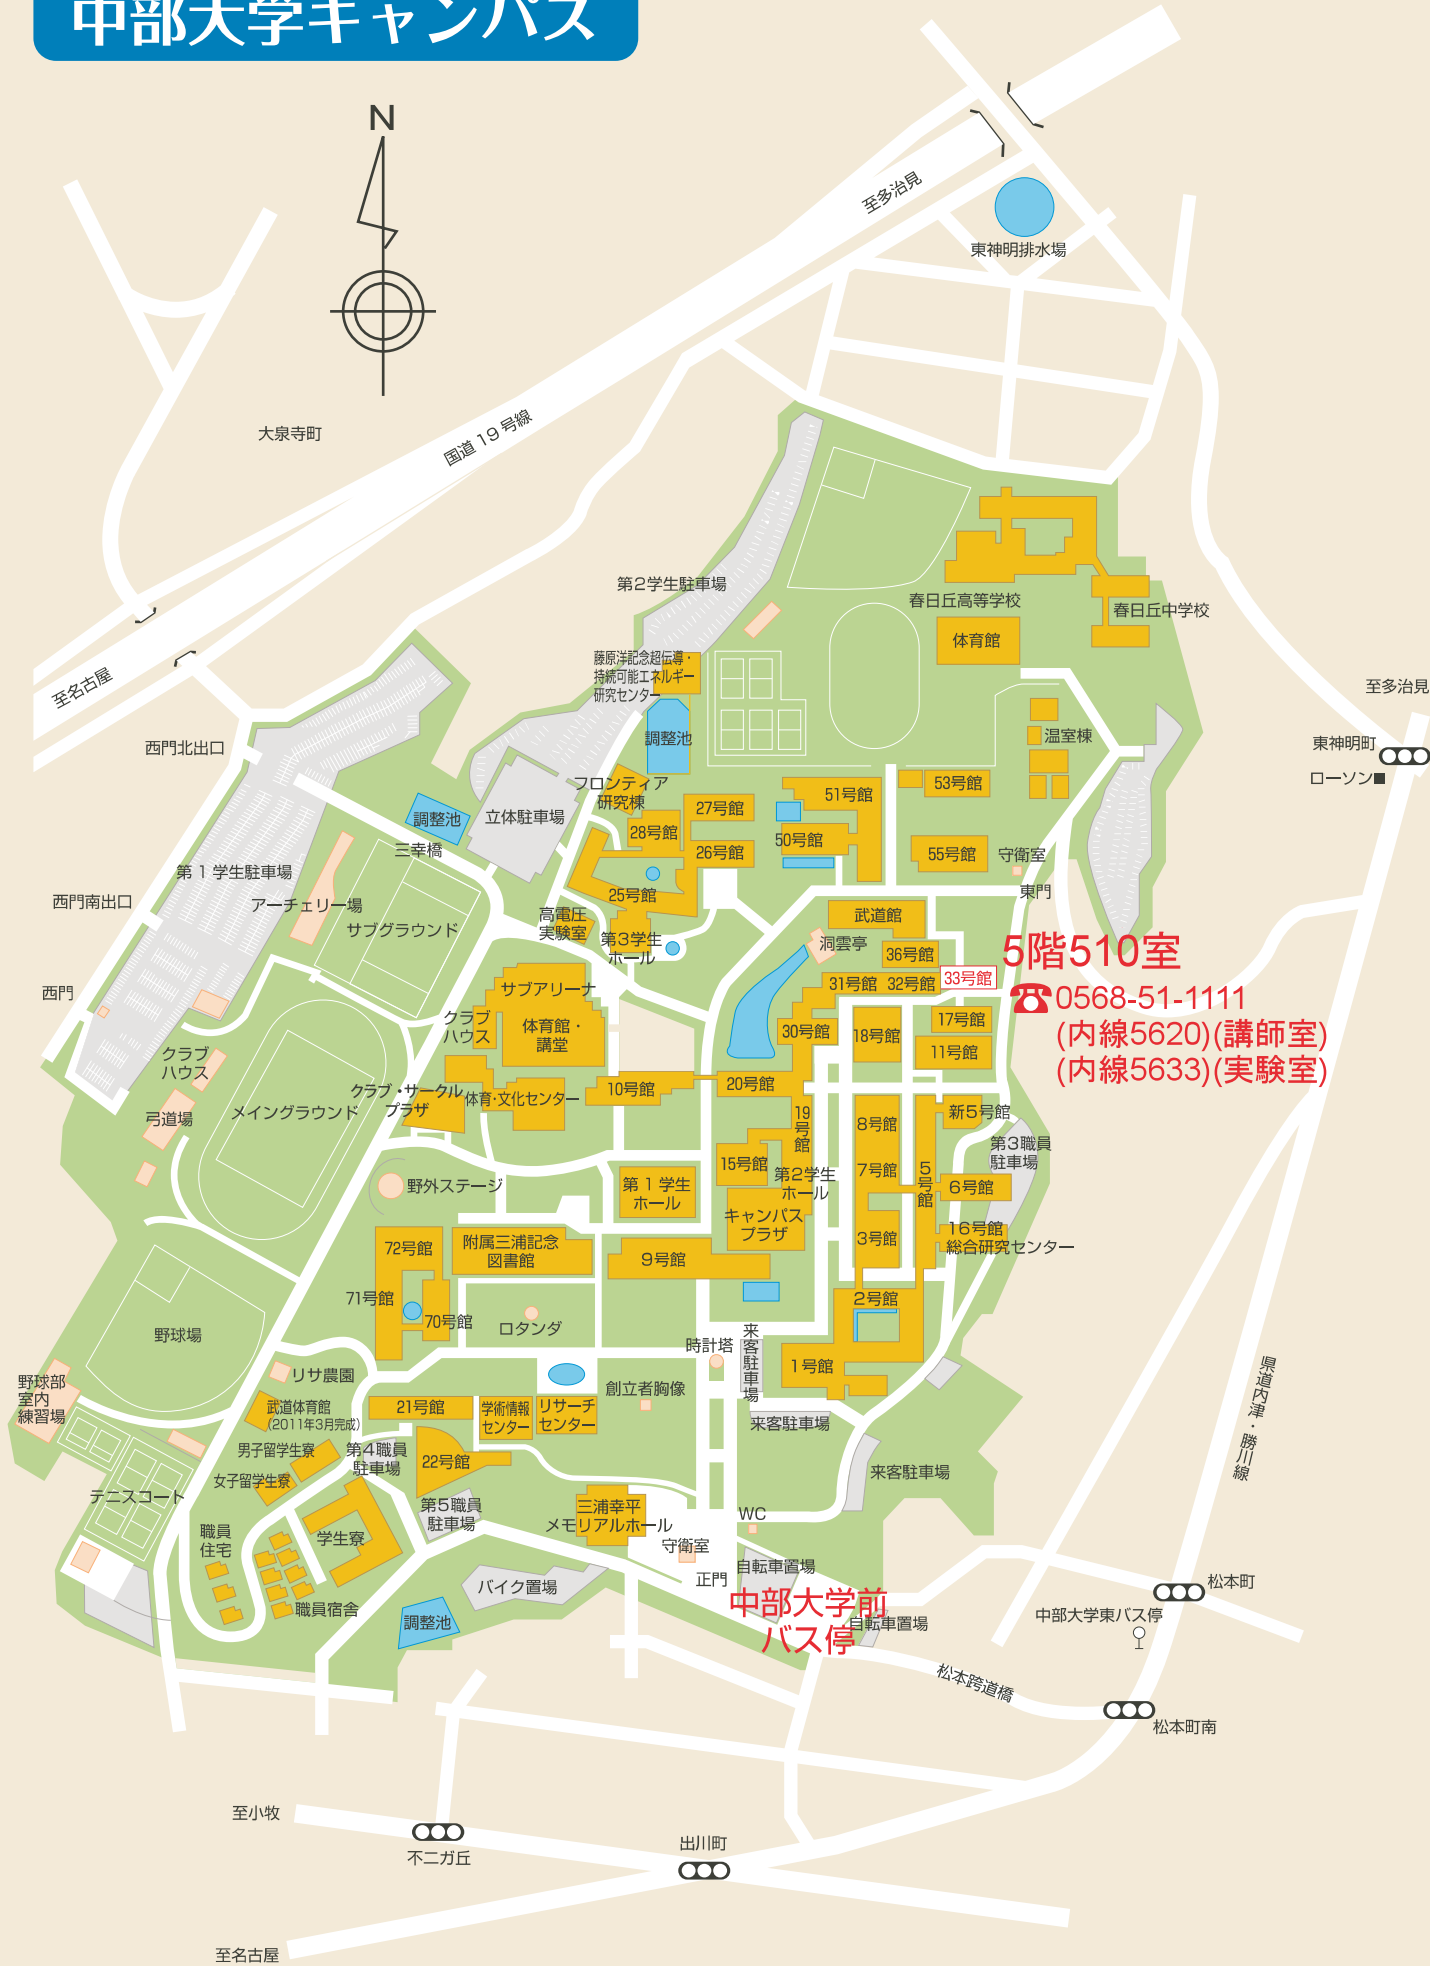 中部大学キャンパス
N
至多治見
東神明排水場
大泉寺町
国道19号線
第2学生駐車場
春日丘高等学校
春日丘中学校
体育館
藤原洋記念超伝導・
持続可能エネルギー
研究センター
至名古屋
至多治見
西門北出口
調整池
温室棟
東神明町
ローソン■
フロンティア
研究棟
53号館
51号館
27号館
立体駐車場
調整池
28号館
50号館
三幸橋
26号館
55号館
守衛室
第1学生駐車場
東門
25号館
西門南出口
アーチェリー場
サブグラウンド
高電圧
実験室
武道館
第3学生
ホール
洞雲亭
36号館
5階510室
31号館
32号館
33号館
西門
サブアリーナ
☎0568-51-1111
(内線5620)(講師室)
(内線5633)(実験室)
クラブ
ハウス
体育館・
講堂
30号館
18号館
17号館
11号館
クラブ
ハウス
クラブ・サークル
プラザ
体育・文化センター
10号館
20号館
弓道場
メイングラウンド
19号館
8号館
新5号館
第3職員
駐車場
15号館
第2学生
ホール
7号館
5号館
6号館
野外ステージ
第1学生
ホール
キャンパス
プラザ
3号館
16号館
総合研究センター
72号館
附属三浦記念
図書館
9号館
71号館
70号館
2号館
ロタンダ
野球場
時計塔
来客駐車場
1号館
リサ農園
野球部
室内
練習場
武道体育館
(2011年3月完成)
21号館
学術情報
センター
リサーチ
センター
創立者胸像
来客駐車場
県道内津・勝川線
男子留学生寮
第4職員
駐車場
22号館
来客駐車場
女子留学生寮
テニスコート
第5職員
駐車場
三浦幸平
メモリアルホール
WC
職員
住宅
学生寮
守衛室
自転車置場
正門
バイク置場
職員宿舎
調整池
中部大学前
バス停
自転車置場
松本町
中部大学東バス停
松本跨道橋
松本町南
至小牧
不二ガ丘
出川町
至名古屋